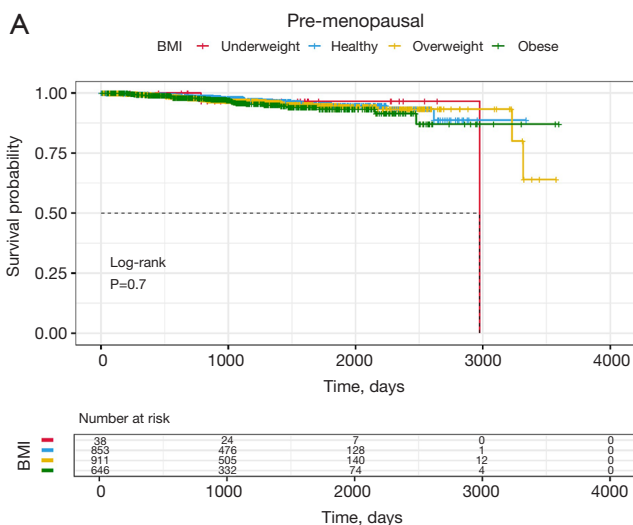 A
Pre-menopausal
BMI Underweight Healthy Overweight Obese
Survival probability
1.00
0.75
0.50
0.25
0.00
Log-rank
P=0.7
0 1000 2000 3000 4000
Time, days
Number at risk
BMI
38 24 7 0 0
853 476 128 1 0
911 505 140 12 0
646 332 74 4 0
0 1000 2000 3000 4000
Time, days